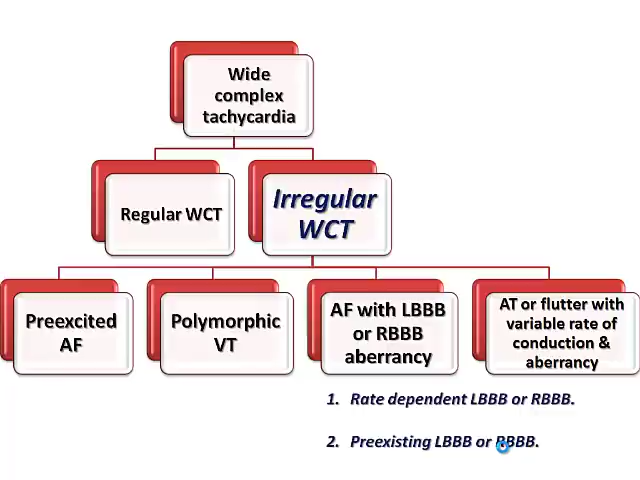 Wide
complex
tachycardia
Regular WCT
Irregular
WCT
Preexcited
AF
Polymorphic
VT
AF with LBBB
or RBBB
aberrancy
AT or flutter with
variable rate of
conduction &
aberrancy
1. Rate dependent LBBB or RBBB.
2. Preexisting LBBB or RBBB.